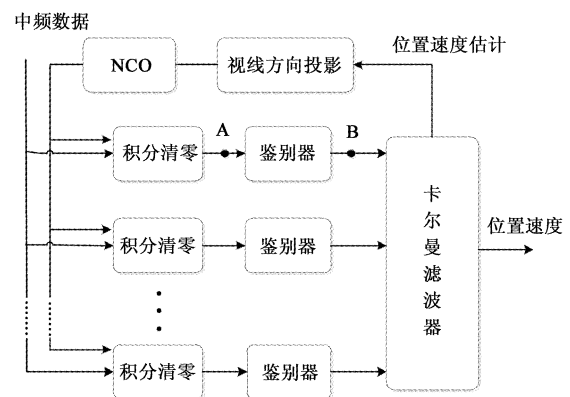 中频数据
NCO
视线方向投影
位置速度估计
A
B
积分清零
鉴别器
卡尔曼滤波器
位置速度
积分清零
鉴别器
积分清零
鉴别器